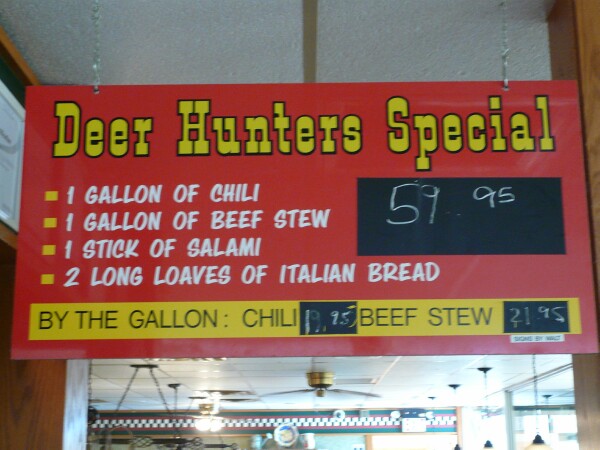 Deer Hunters Special
1 GALLON OF CHILI
1 GALLON OF BEEF STEW
1 STICK OF SALAMI
2 LONG LOAVES OF ITALIAN BREAD
59.95
BY THE GALLON: CHILI 19.95 BEEF STEW 21.95
SIGNS BY WALT